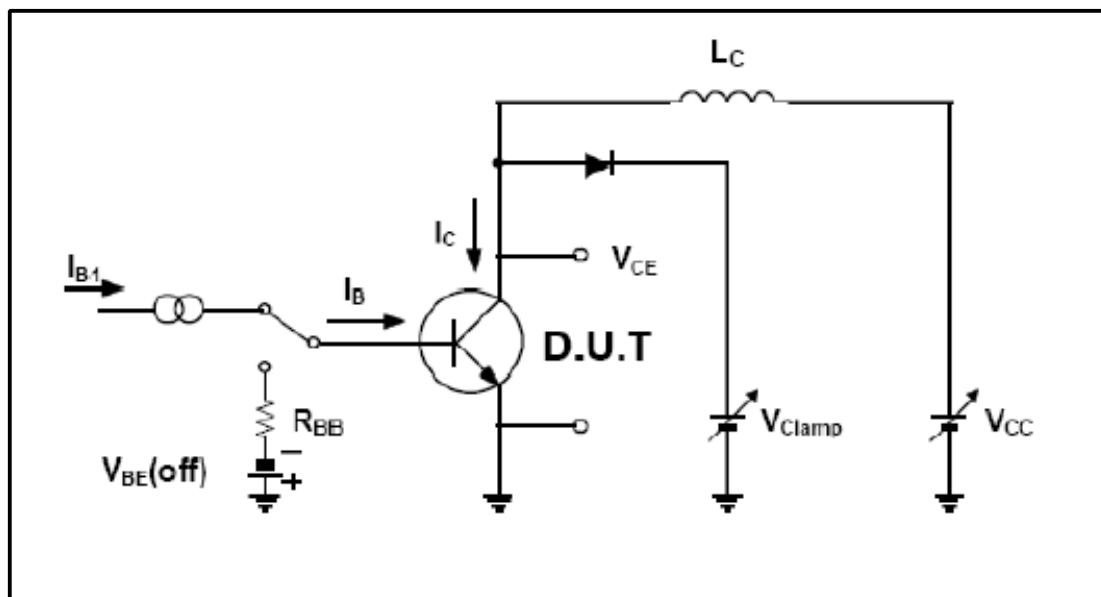 LC
IC
VCE
IB1
IB
D.U.T
RBB
VClamp
VCC
VBE(off)
−
+